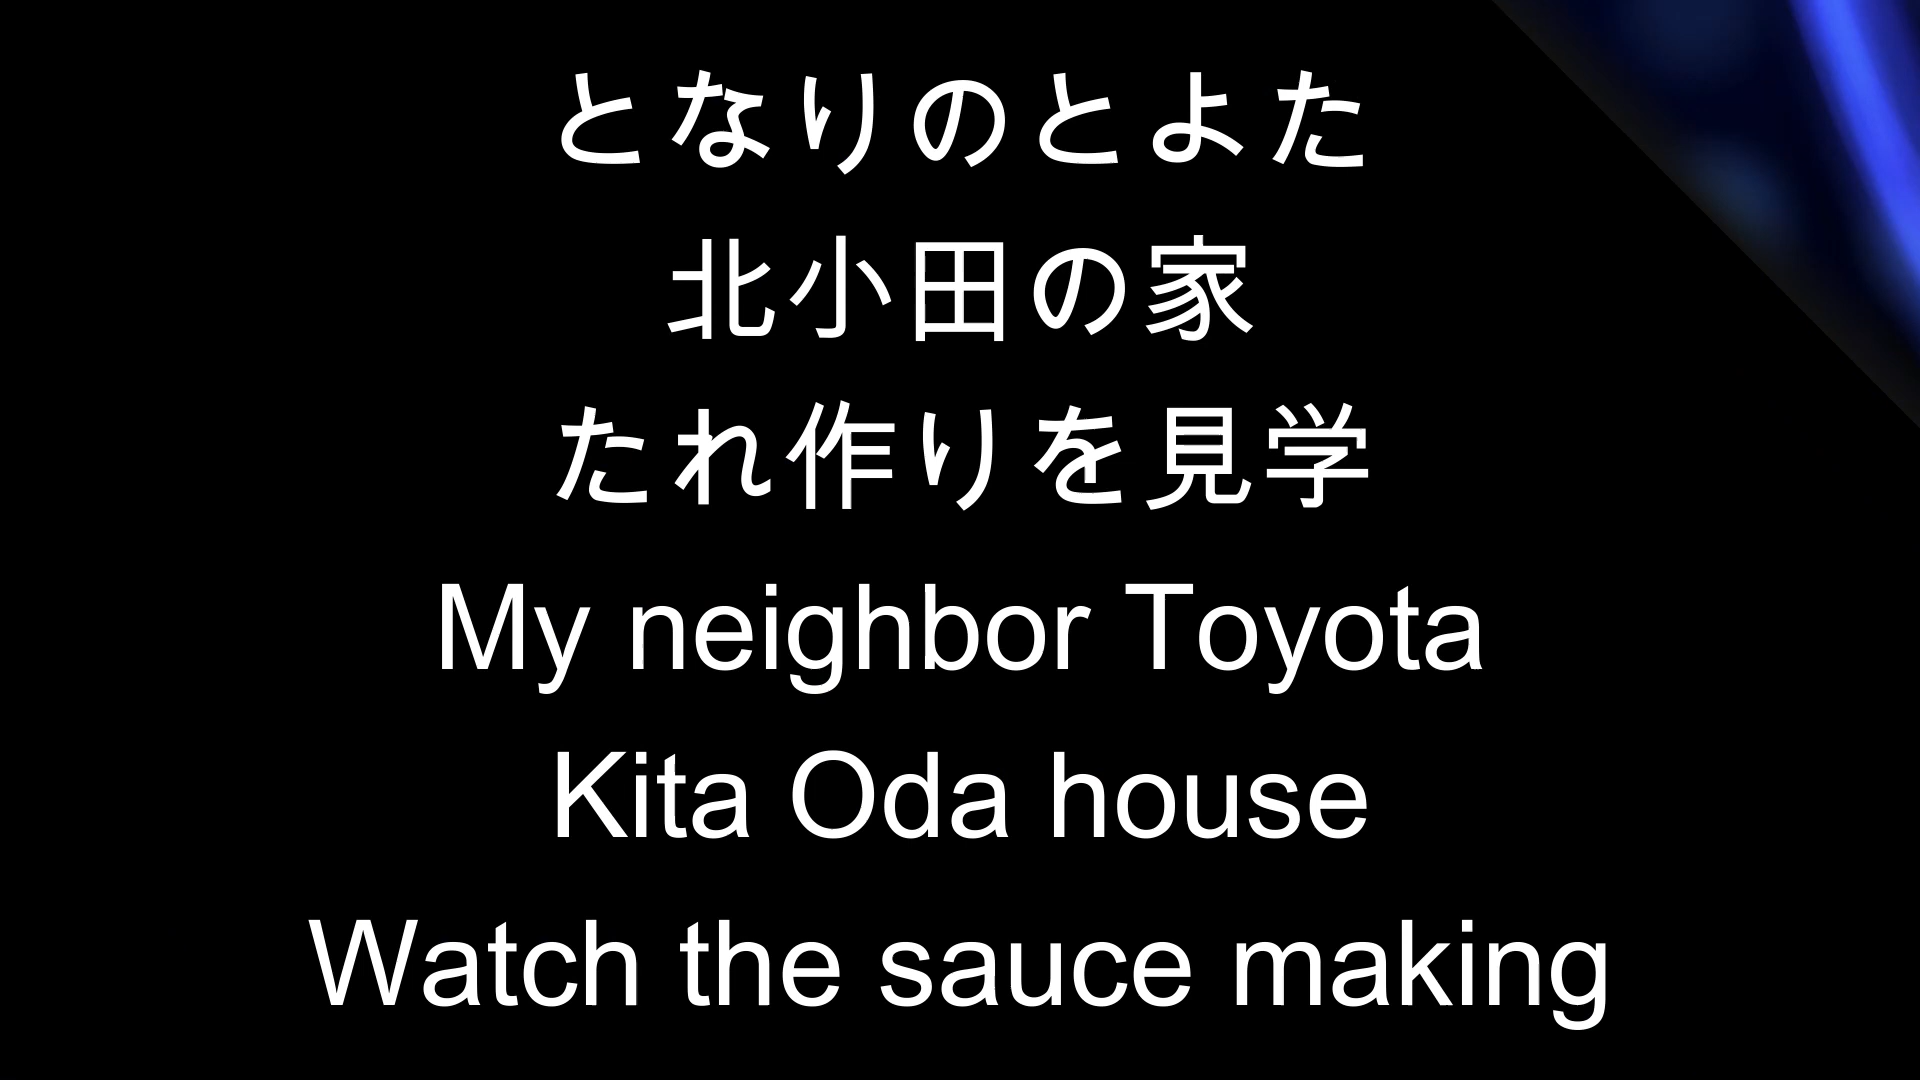 となりのとよた
北小田の家
たれ作りを見学
My neighbor Toyota
Kita Oda house
Watch the sauce making